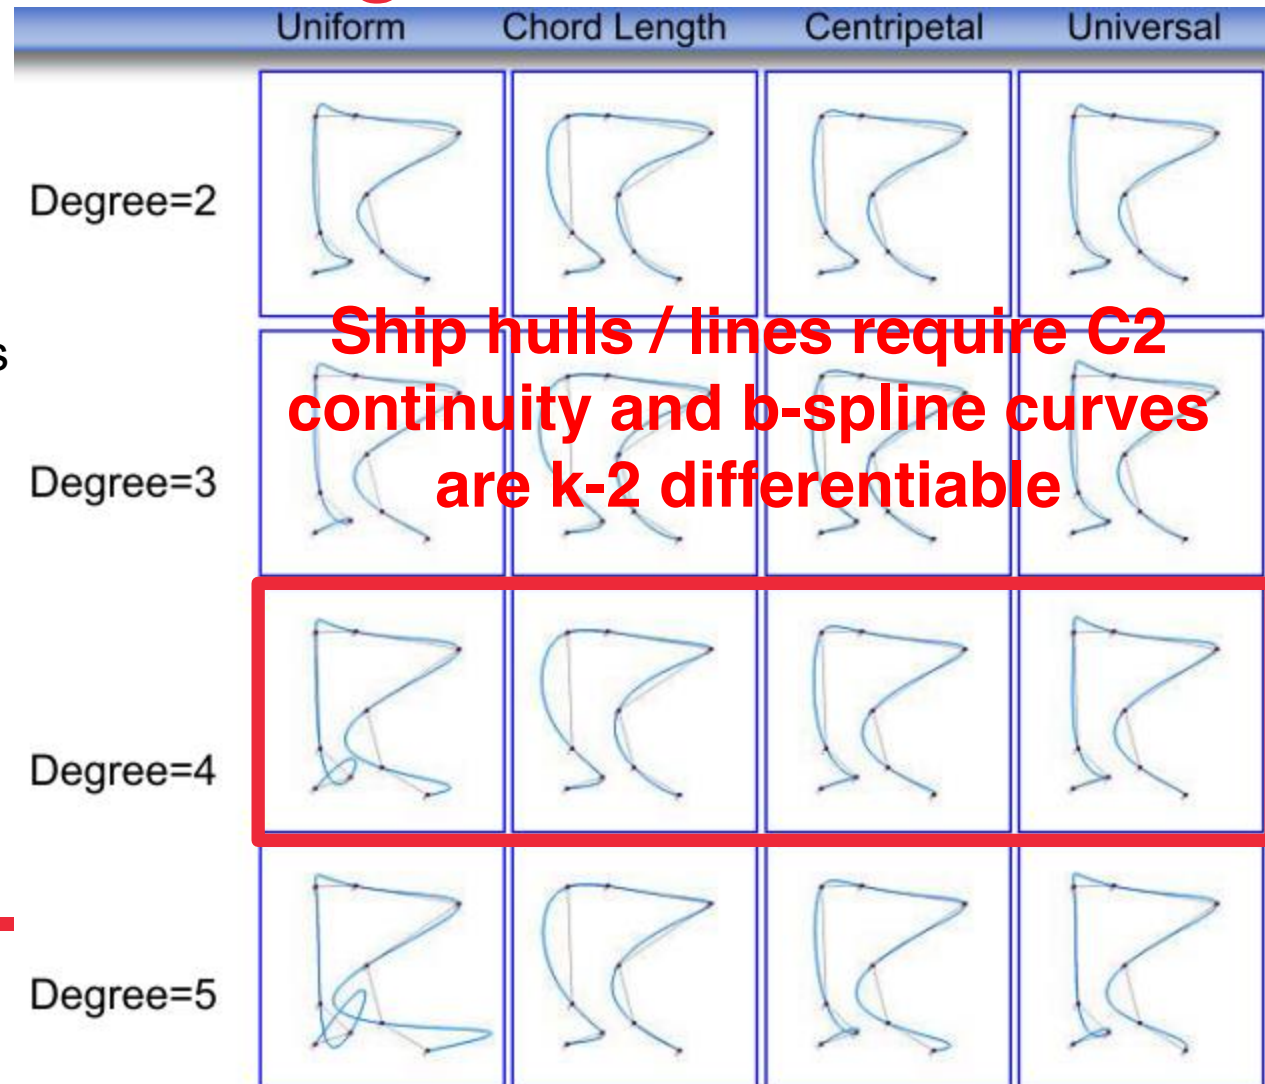 Uniform Chord Length Centripetal Universal
Degree=2
Ship hulls / lines require C2
s
continuity and b-spline curves
are k-2 differentiable
Degree=3
Degree=4
Degree=5